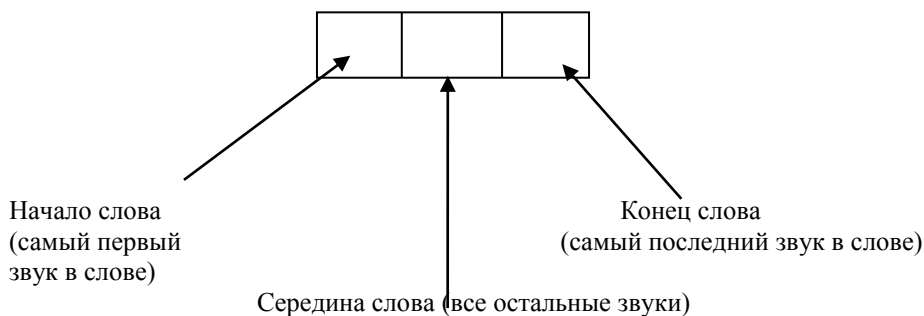 Начало слова
(самый первый
звук в слове)
Конец слова
(самый последний звук в слове)
Середина слова (все остальные звуки)